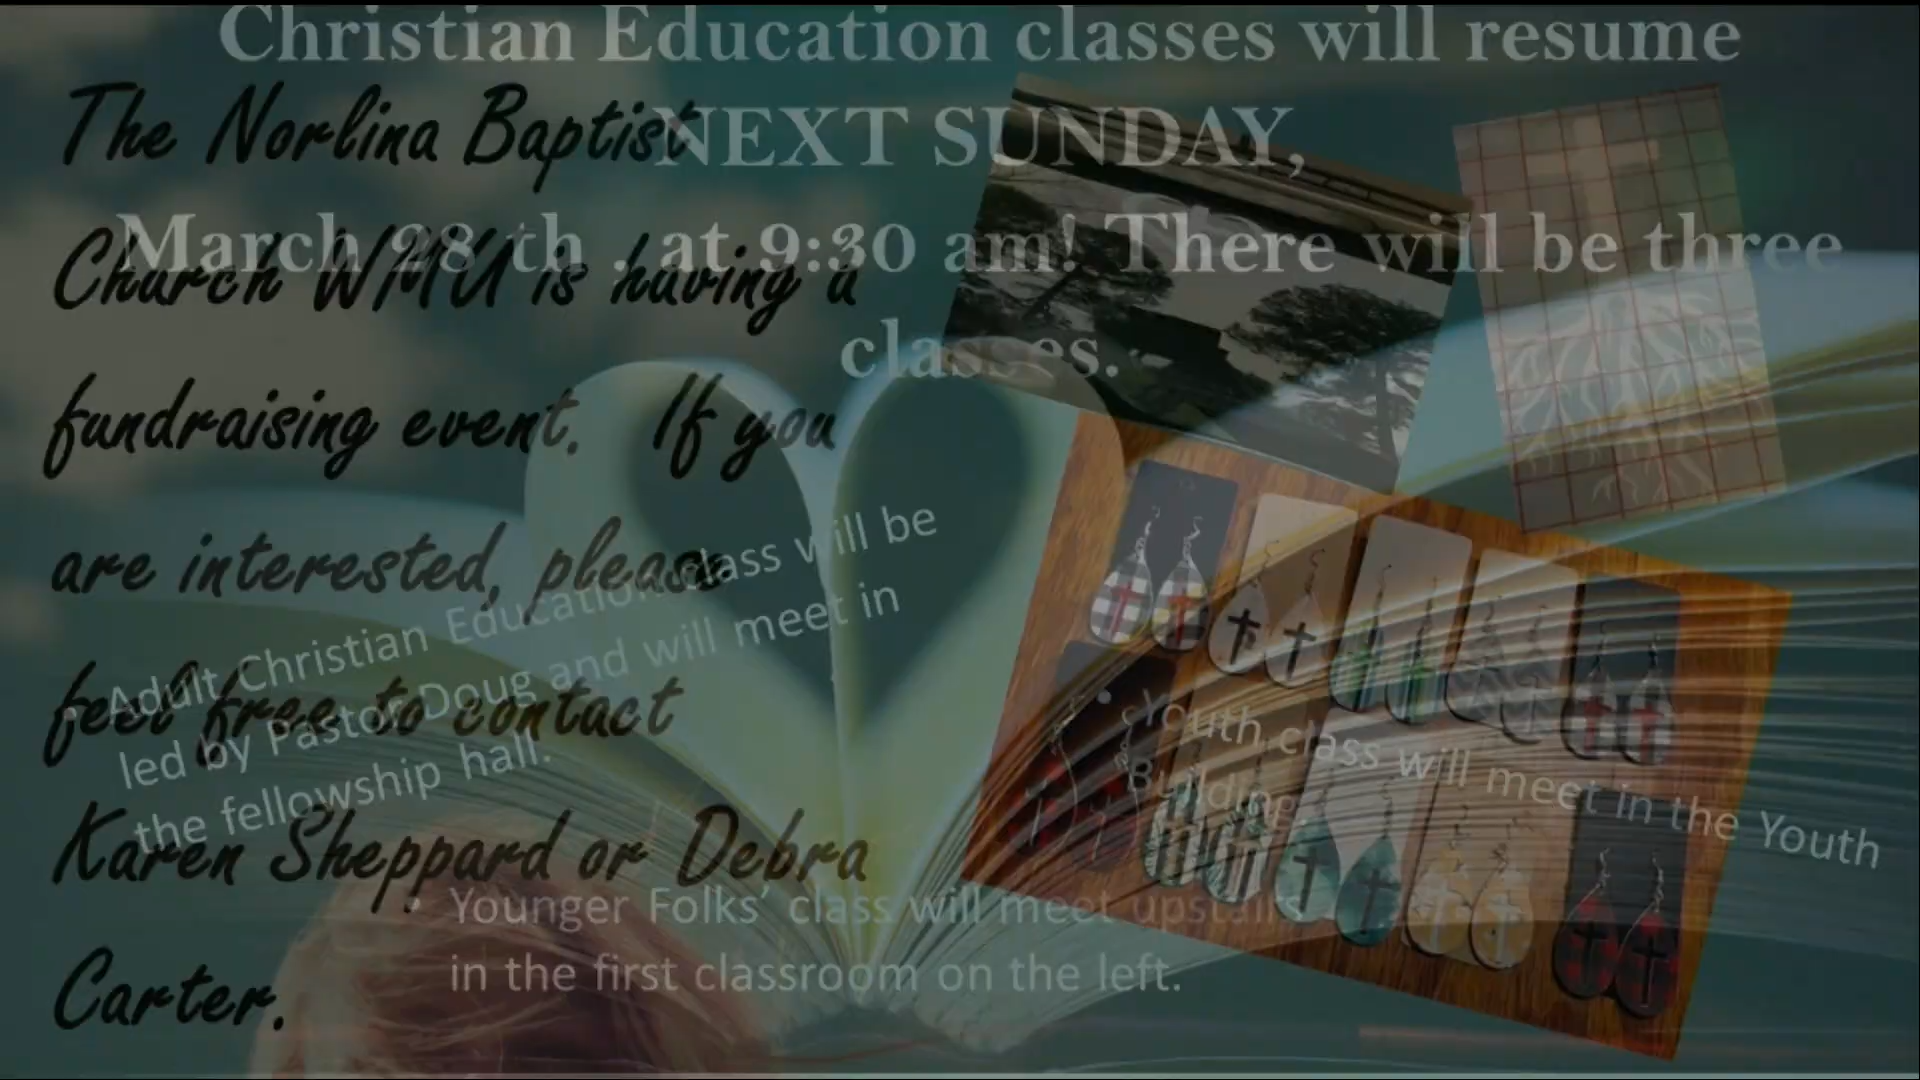 Christian Education classes will resume
NEXT SUNDAY,
March 28 th , at 9:30 am! There will be three
classes.
The Norlina Baptist
Church WMU is having a
fundraising event. If you
are interested, please
feel free to contact
Karen Sheppard or Debra
Carter.
• Adult Christian Education class will be
led by Pastor Doug and will meet in
the fellowship hall.
• Youth class will meet in the Youth
Building.
• Younger Folks' class will meet upstairs
in the first classroom on the left.